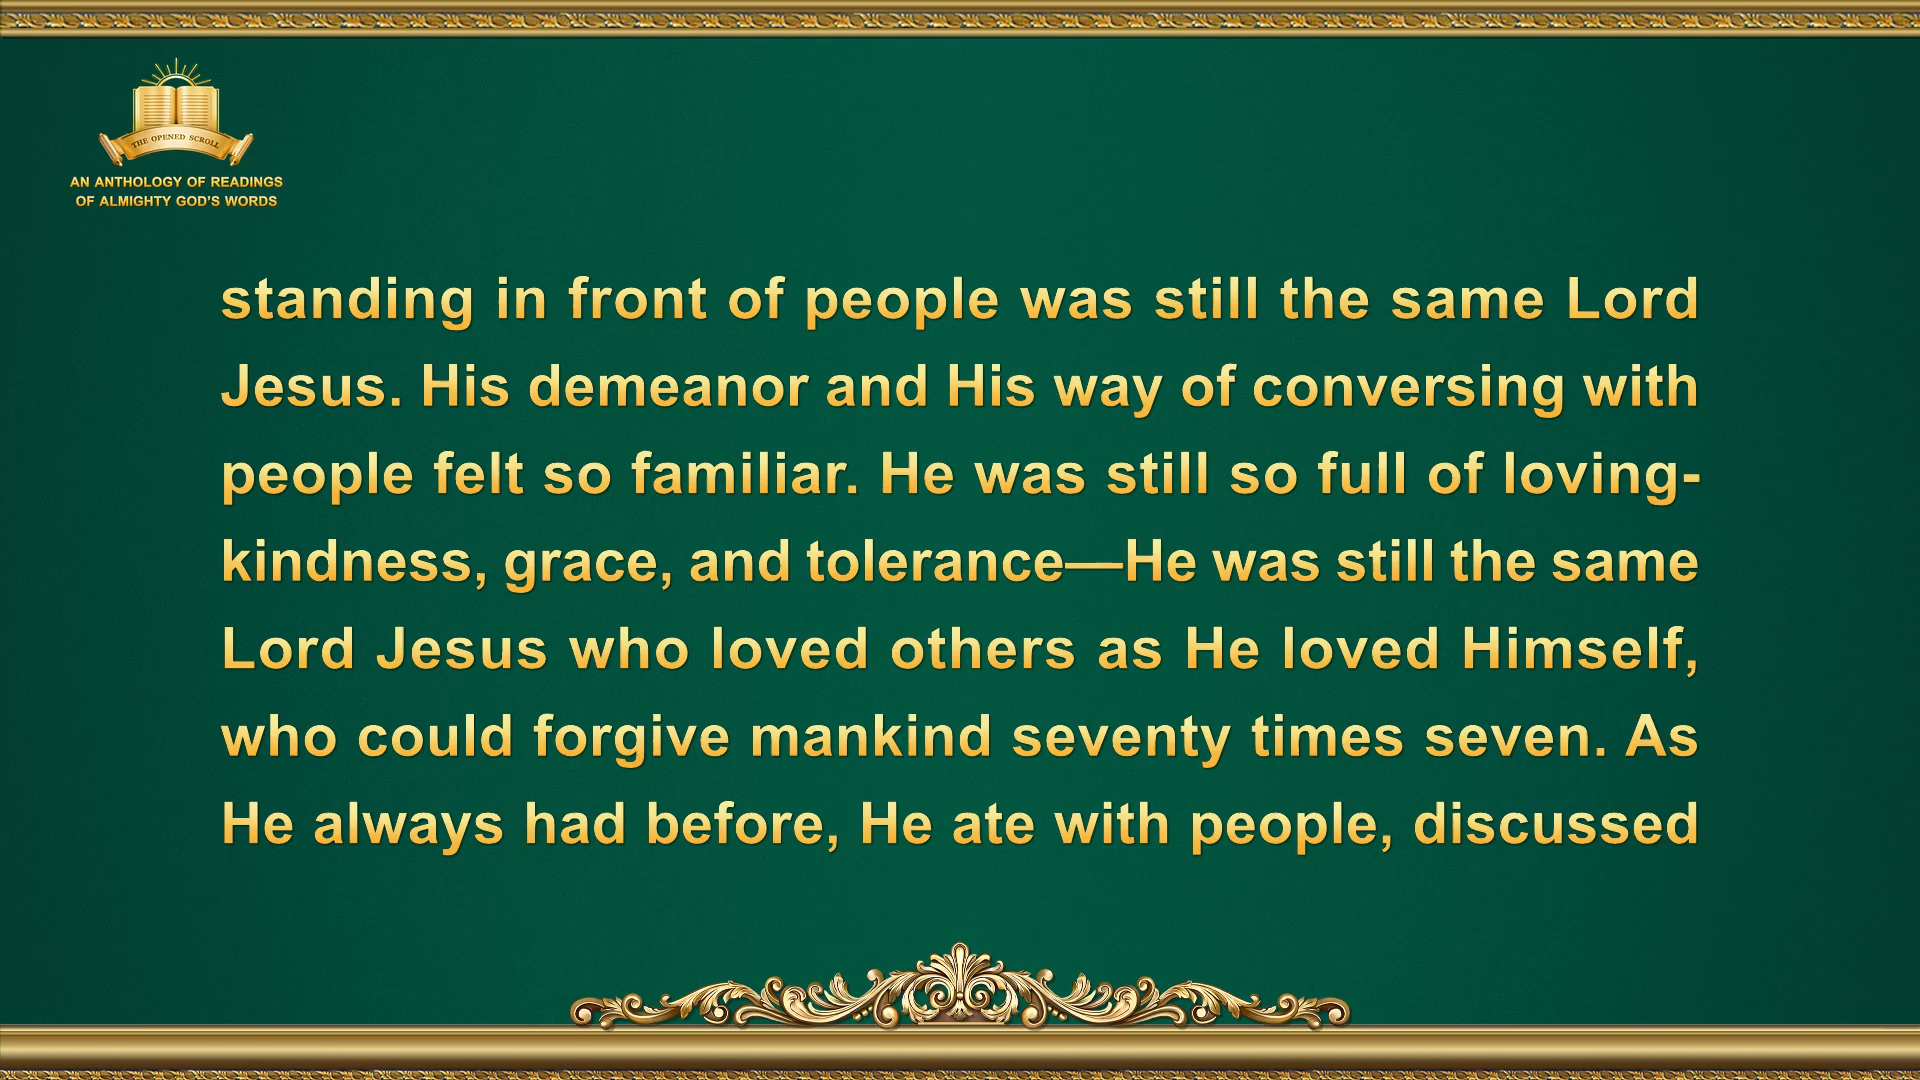 THE OPENED SCROLL
AN ANTHOLOGY OF READINGS
OF ALMIGHTY GOD'S WORDS
standing in front of people was still the same Lord
Jesus. His demeanor and His way of conversing with
people felt so familiar. He was still so full of loving-
kindness, grace, and tolerance—He was still the same
Lord Jesus who loved others as He loved Himself,
who could forgive mankind seventy times seven. As
He always had before, He ate with people, discussed